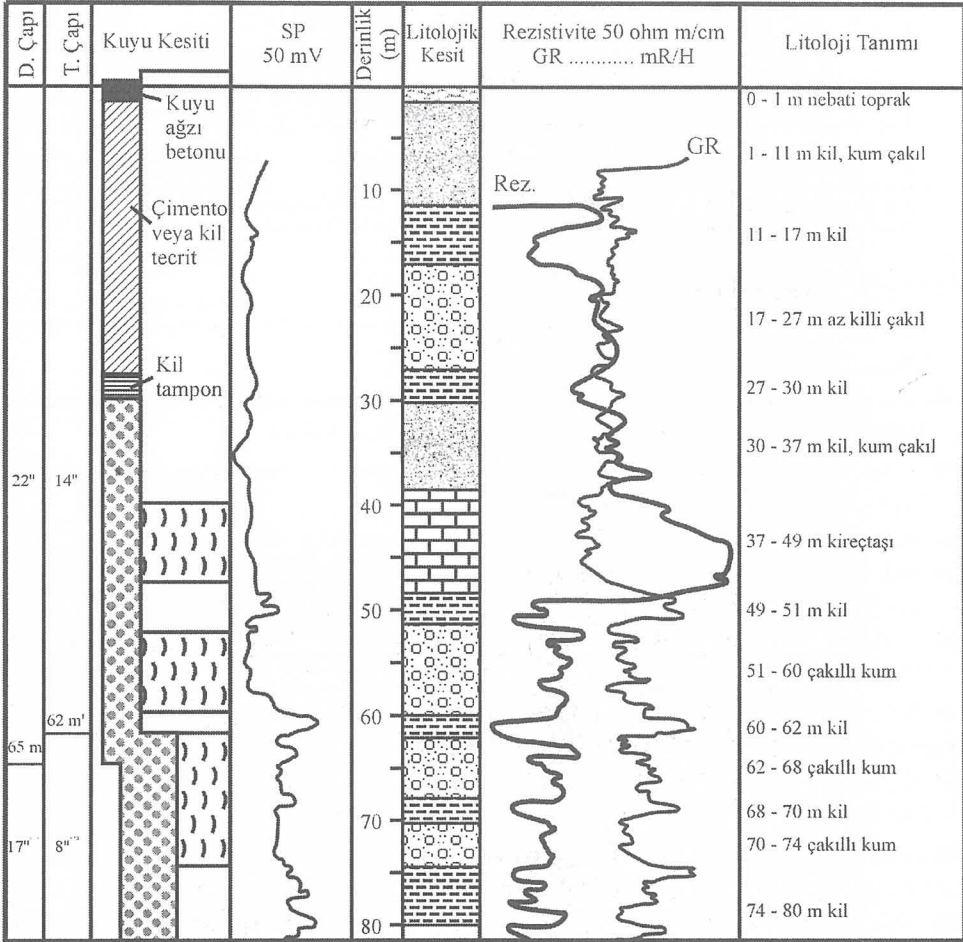 D. Çapı
T. Çapı
Kuyu Kesiti
SP
50 mV
Derinlik
(m)
Litolojik
Kesit
Rezistivite 50 ohm m/cm
GR ............ mR/H
Litoloji Tanımı
22"
65 m
17"
14"
62 m'
8"
Kuyu
ağzı
betonu
Çimento
veya kil
tecrit
Kil
tampon
10
20
30
40
50
60
70
80
Rez.
GR
0 - 1 m nebati toprak
1 - 11 m kil, kum çakıl
11 - 17 m kil
17 - 27 m az killi çakıl
27 - 30 m kil
30 - 37 m kil, kum çakıl
37 - 49 m kireçtaşı
49 - 51 m kil
51 - 60 çakıllı kum
60 - 62 m kil
62 - 68 çakıllı kum
68 - 70 m kil
70 - 74 çakıllı kum
74 - 80 m kil